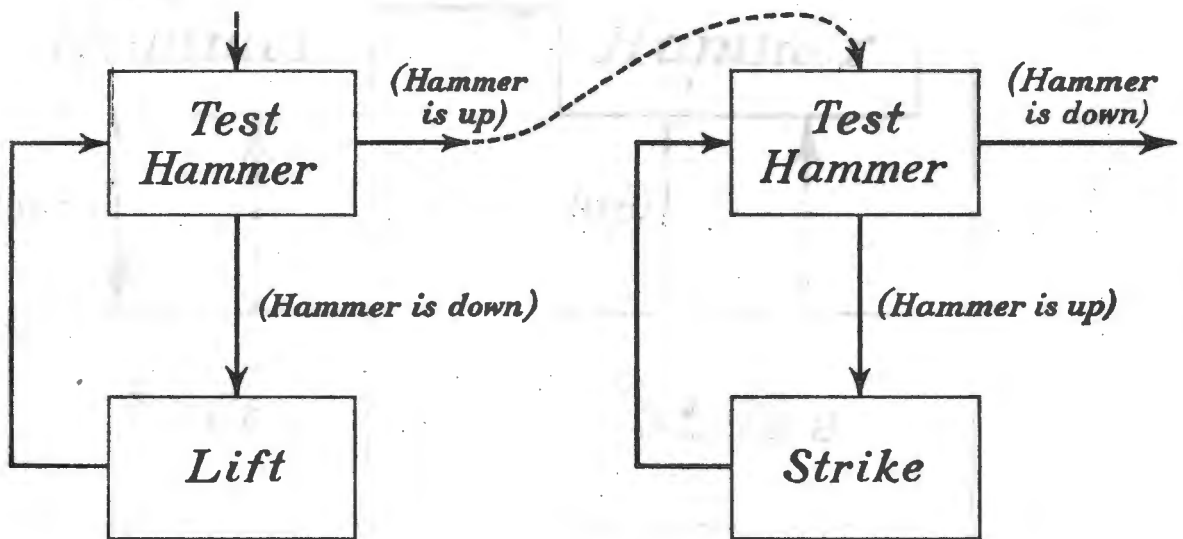 Test
Hammer
(Hammer
is up)
Test
Hammer
(Hammer
is down)
(Hammer is down)
(Hammer is up)
Lift
Strike